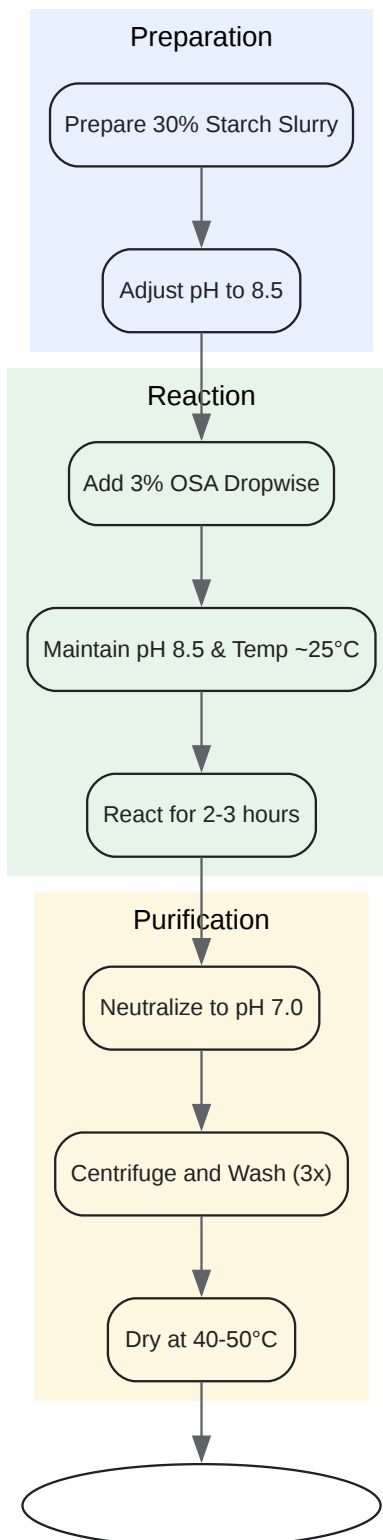 Preparation
Prepare 30% Starch Slurry
Adjust pH to 8.5
Reaction
Add 3% OSA Dropwise
Maintain pH 8.5 & Temp ~25°C
React for 2-3 hours
Purification
Neutralize to pH 7.0
Centrifuge and Wash (3x)
Dry at 40-50°C